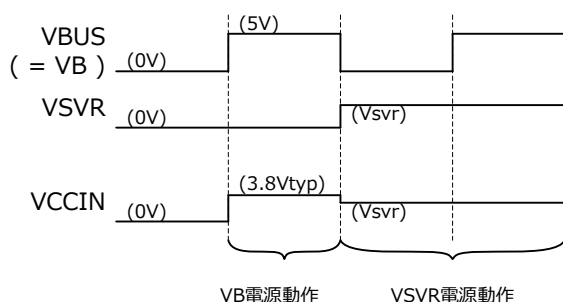 VBUS
( = VB )
(0V)
(5V)
VSVR
(0V)
(Vsvr)
VCCIN
(0V)
(3.8Vtyp)
(Vsvr)
VB電源動作
VSVR電源動作